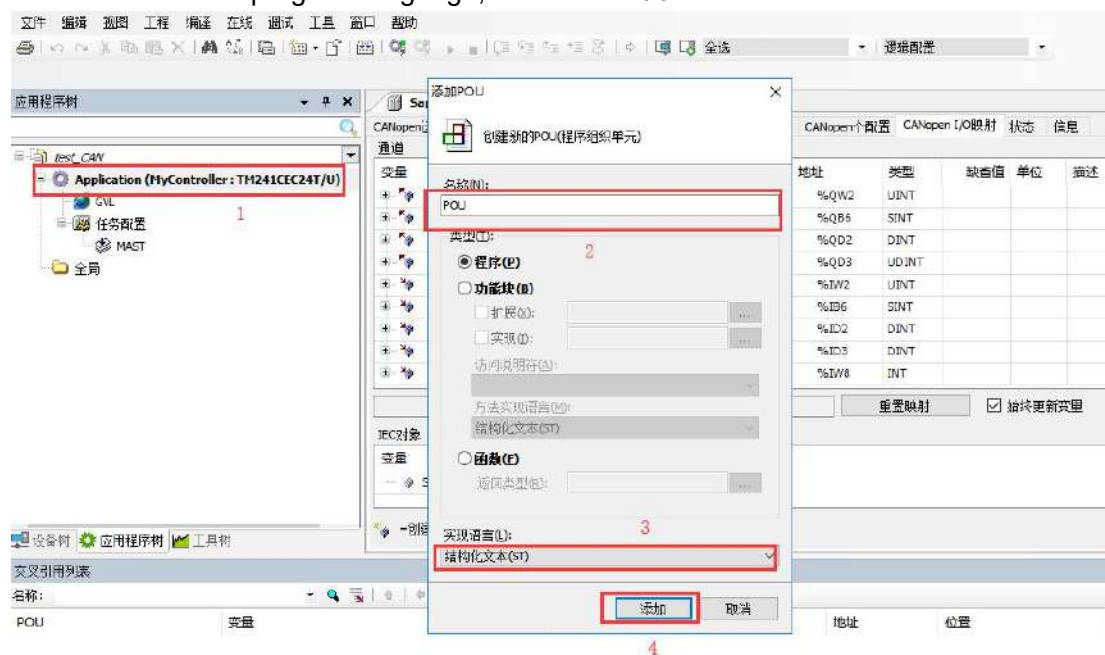 文件 编辑 视图 工程 编译 在线 调试 工具 窗口 帮助
全选 逻辑配置
应用程序树
添加POU
创建新的POU(程序组织单元)
CANopen个配置 CANopen I/O映射 状态 信息
test_CAN
通道
Application (MyController : TM241CEC24T/U)
变量 地址 类型 缺省值 单位 描述
GVL
1
名称(N):
POU
2
%QW2 UINT
任务配置
%QB6 SINT
MAST
类型(T):
%QD2 DINT
全局
程序(P)
%QD3 UDINT
功能块(B)
%IW2 UINT
扩展(X): ...
%IB6 SINT
实现(I): ...
%ID2 DINT
访问说明符(A):
%ID3 DINT
%IW8 INT
方法实现语言(M):
结构化文本(ST)
重置映射 始终更新变量
IEC对象
变量
函数(F)
返回类型(R): ...
设备树 应用程序树 工具树
实现语言(L):
3
结构化文本(ST)
交叉引用列表
名称:
添加 取消
4
POU 变量 地址 位置